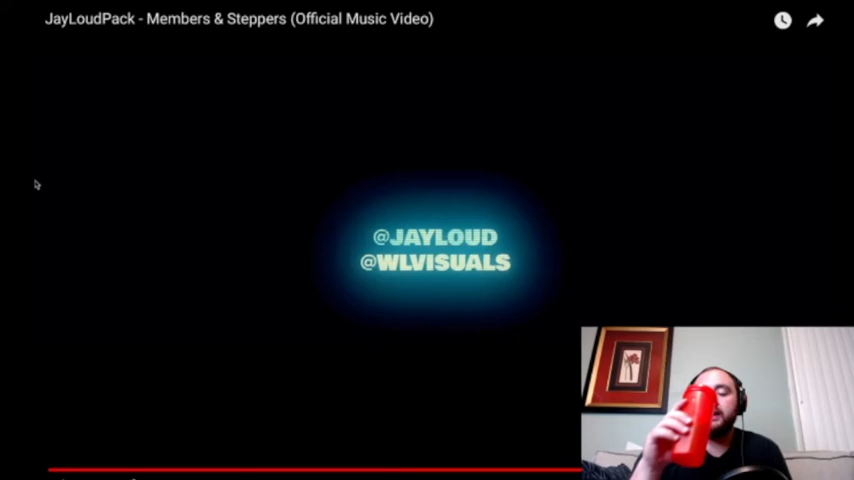 JayLoudPack - Members & Steppers (Official Music Video)
@JAYLOUD
@WLVISUALS